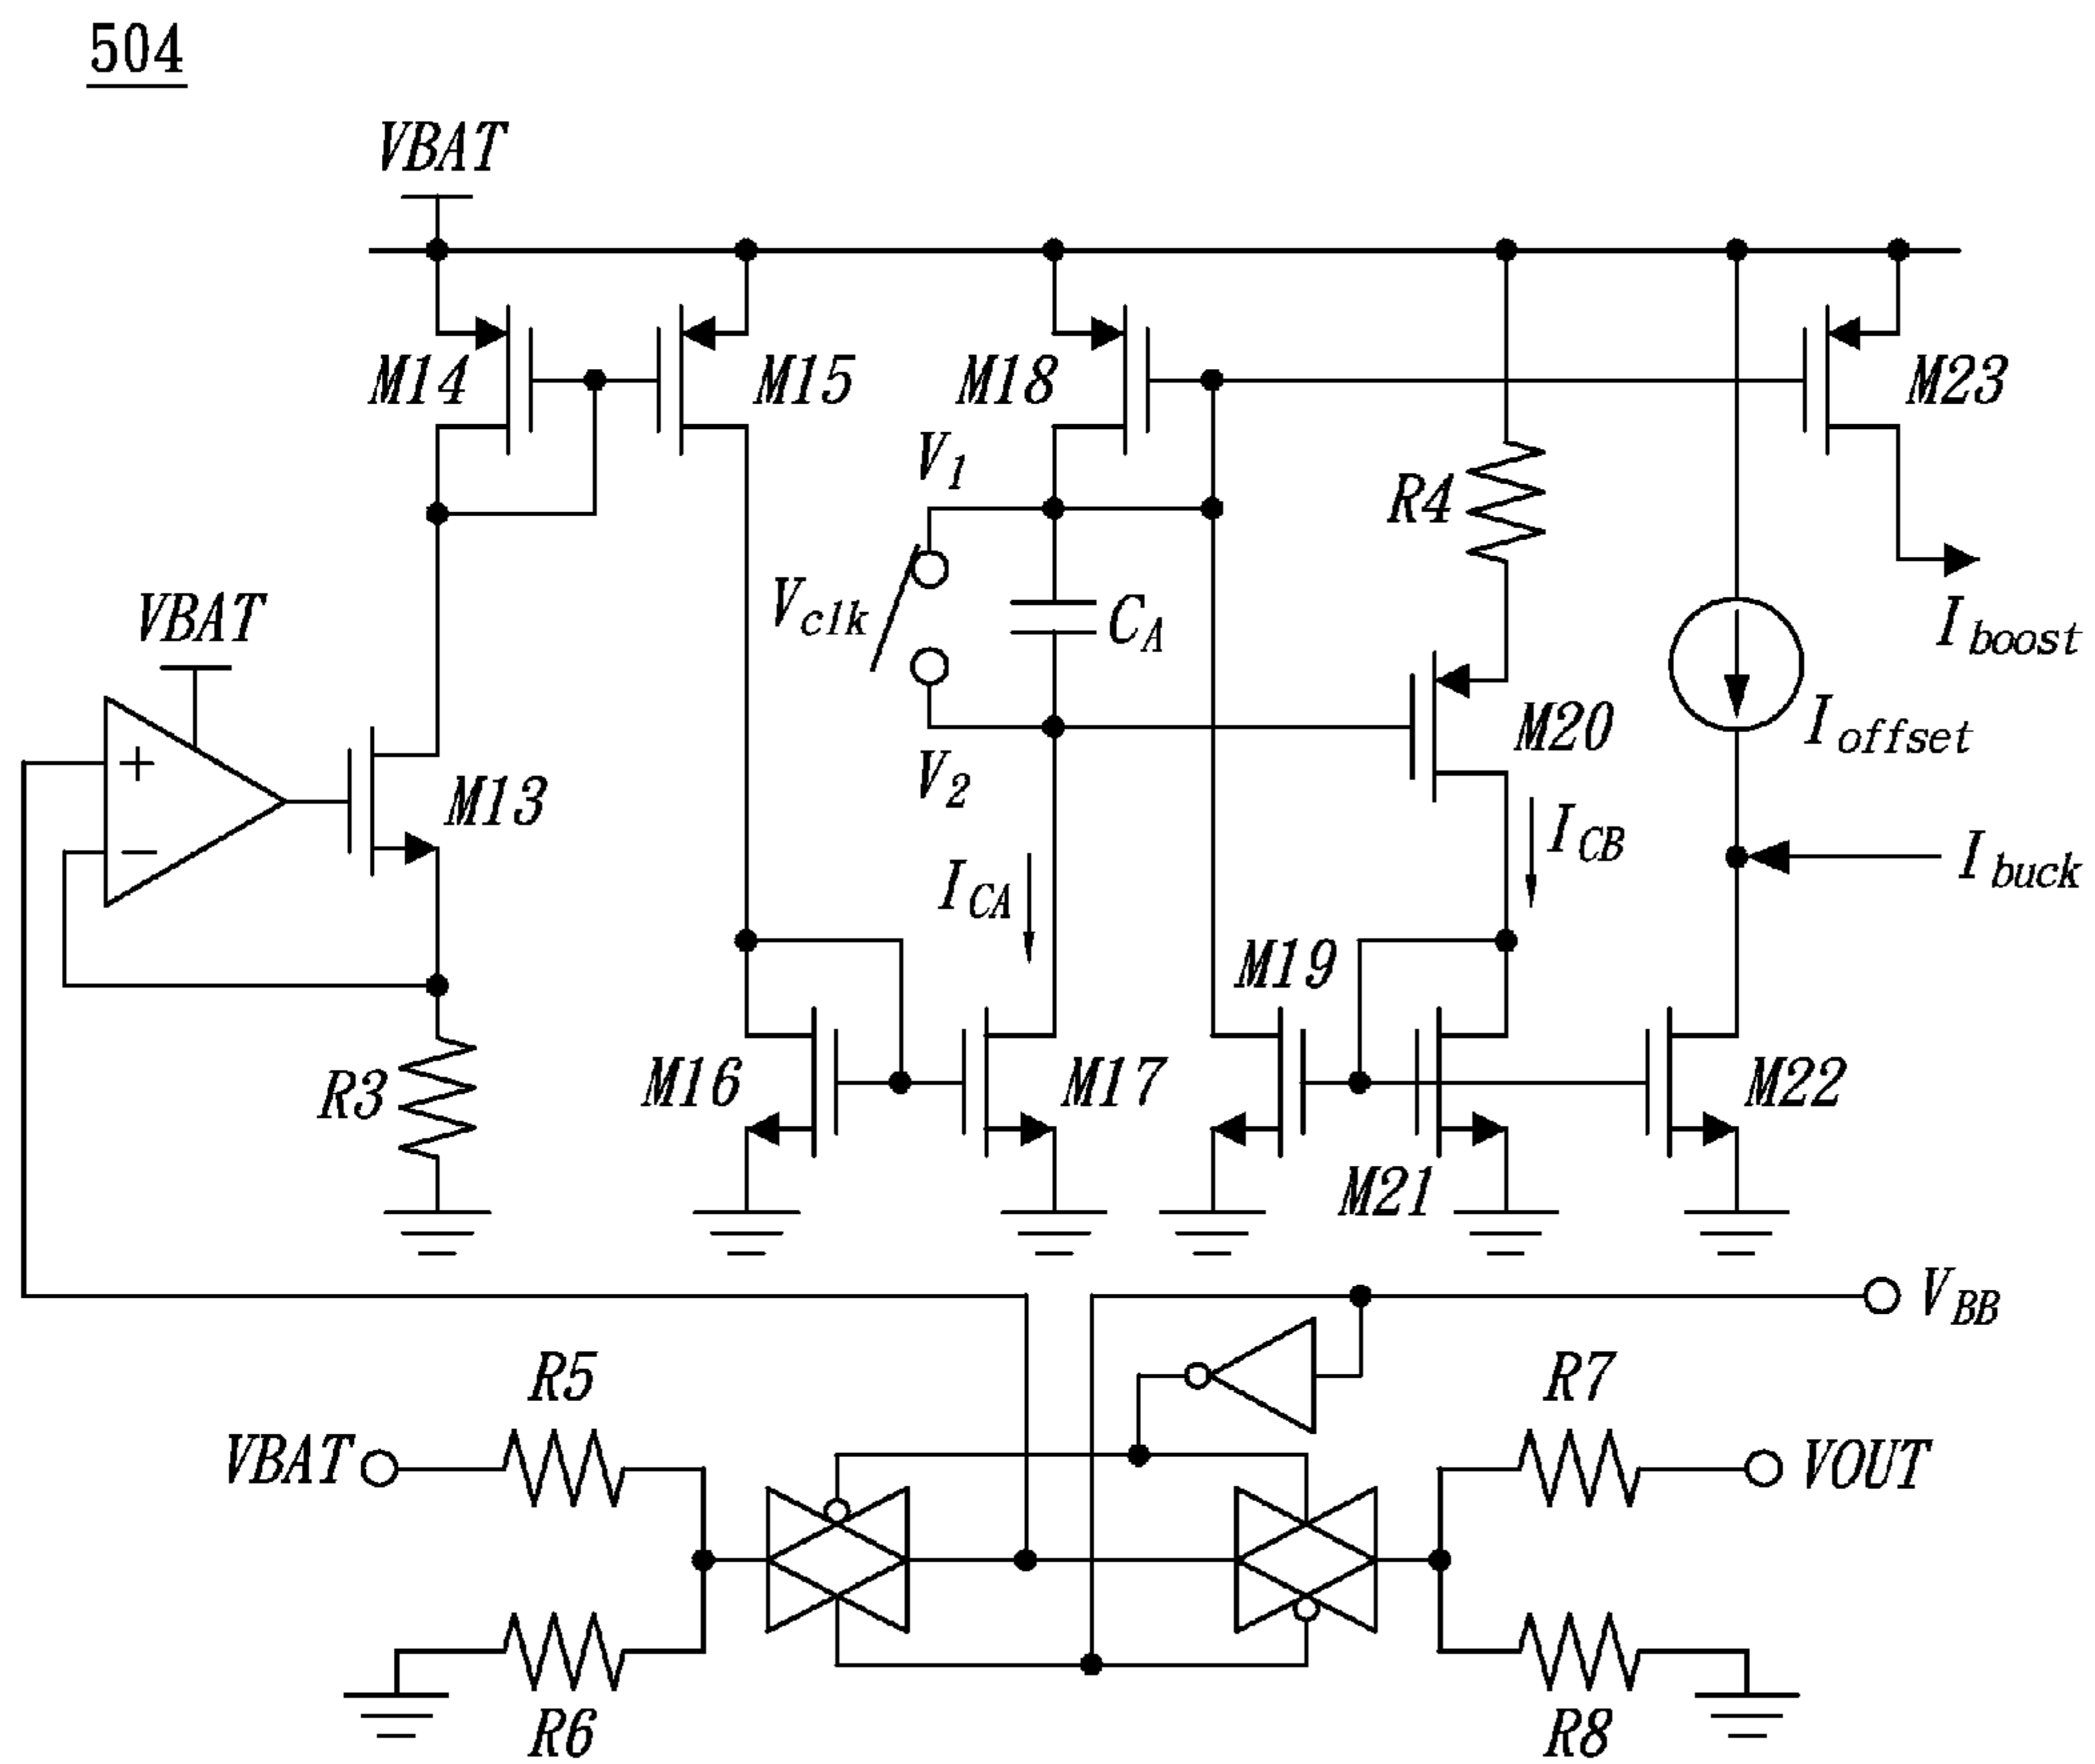 504
VBAT
M14
M15
M18
M23
V1
R4
Vclk
CA
Iboost
VBAT
M20
Ioffset
+
M13
V2
ICB
−
ICA
Ibuck
M19
R3
M16
M17
M22
M21
VBB
R5
R7
VBAT
VOUT
R6
R8